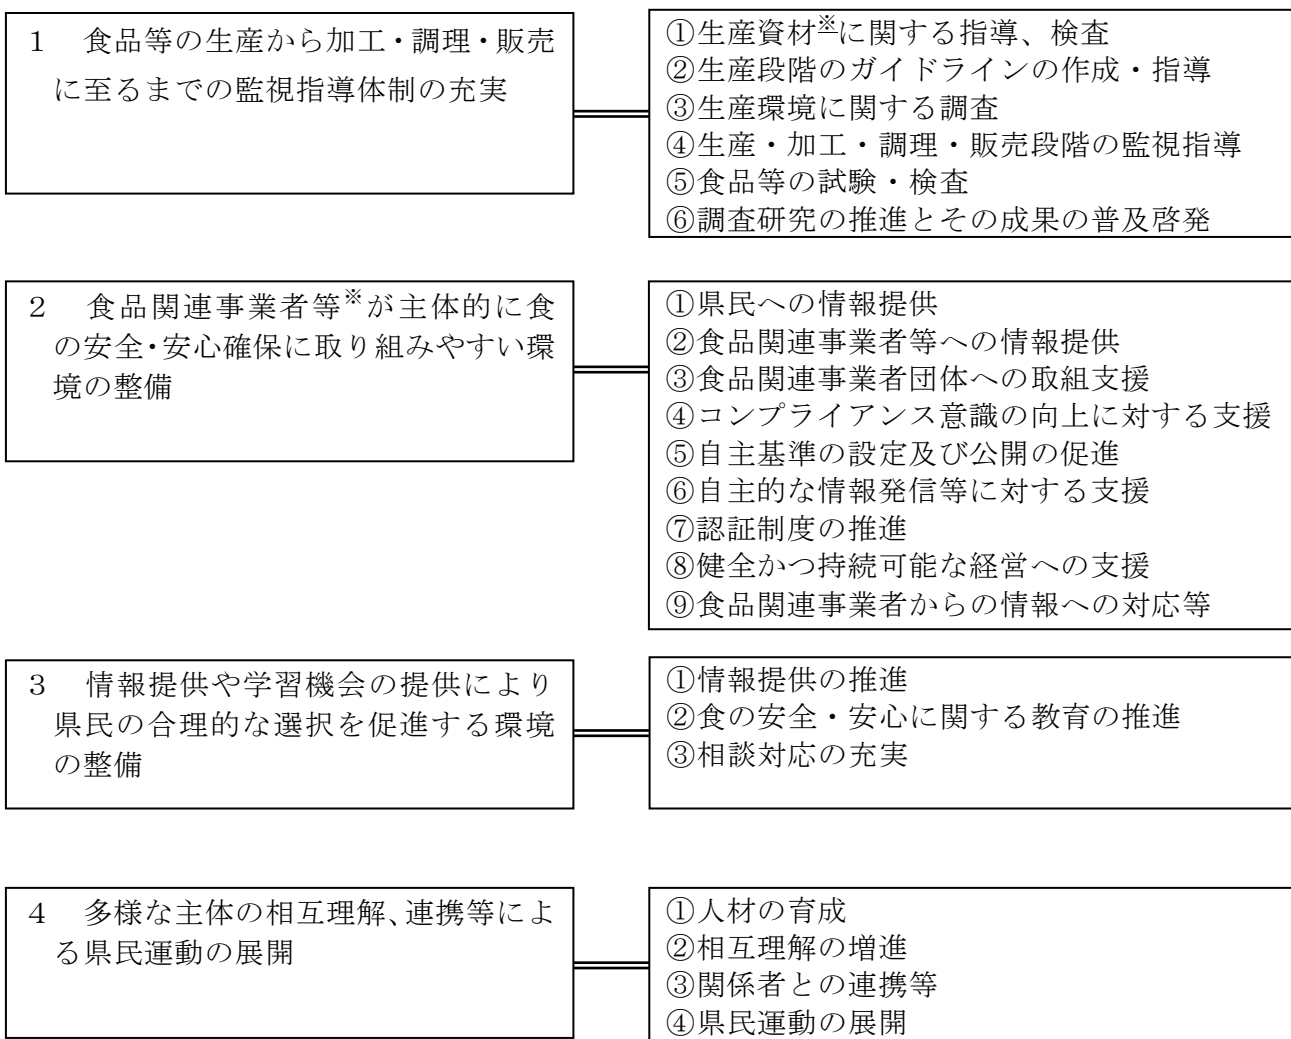 1　食品等の生産から加工・調理・販売
に至るまでの監視指導体制の充実
①生産資材※に関する指導、検査
②生産段階のガイドラインの作成・指導
③生産環境に関する調査
④生産・加工・調理・販売段階の監視指導
⑤食品等の試験・検査
⑥調査研究の推進とその成果の普及啓発
2　食品関連事業者等※が主体的に食
の安全・安心確保に取り組みやすい環
境の整備
①県民への情報提供
②食品関連事業者等への情報提供
③食品関連事業者団体への取組支援
④コンプライアンス意識の向上に対する支援
⑤自主基準の設定及び公開の促進
⑥自主的な情報発信等に対する支援
⑦認証制度の推進
⑧健全かつ持続可能な経営への支援
⑨食品関連事業者からの情報への対応等
3　情報提供や学習機会の提供により
県民の合理的な選択を促進する環境
の整備
①情報提供の推進
②食の安全・安心に関する教育の推進
③相談対応の充実
4　多様な主体の相互理解、連携等によ
る県民運動の展開
①人材の育成
②相互理解の増進
③関係者との連携等
④県民運動の展開